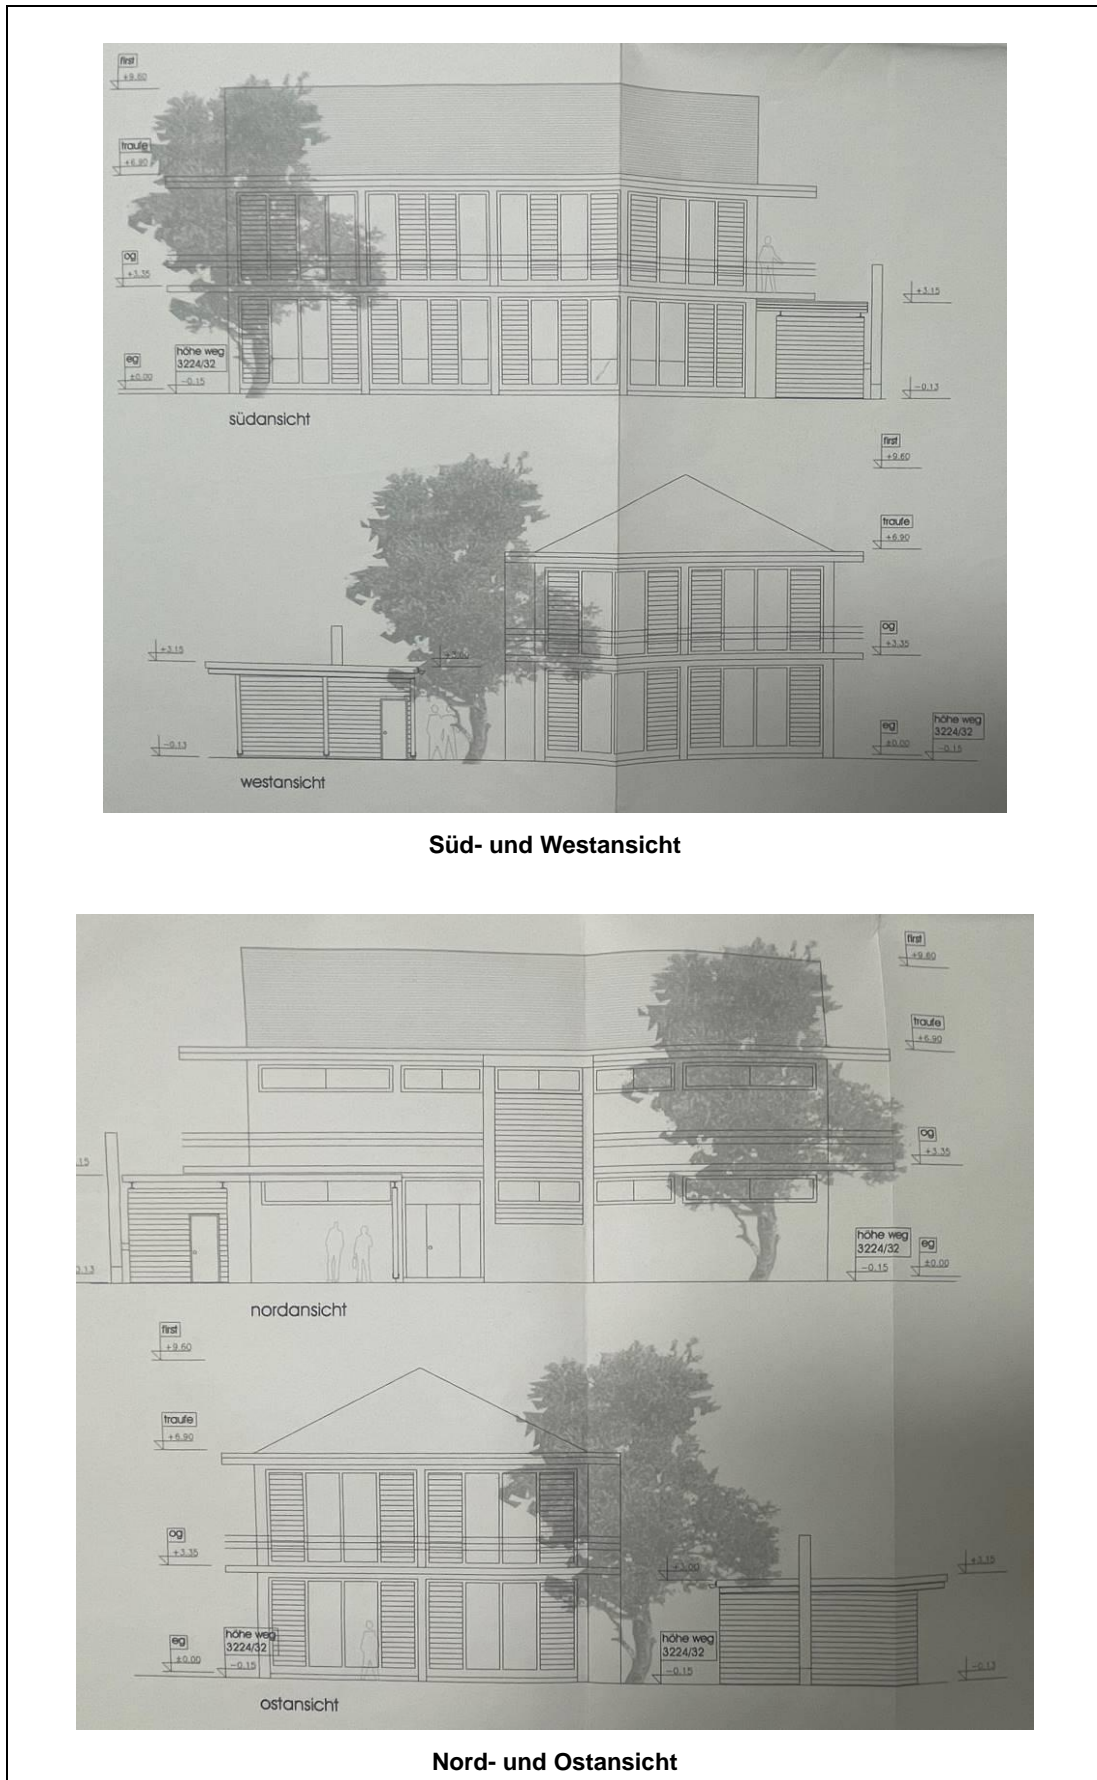 first
+9.60
traufe
+6.90
og
+3.35
+3.15
eg
±0.00
höhe weg
3224/32
-0.15
-0.13
südansicht
first
+9.60
traufe
+6.90
+3.15
og
+3.35
eg
±0.00
höhe weg
3224/32
-0.15
-0.13
westansicht
Süd- und Westansicht
first
+9.60
traufe
+6.90
og
+3.35
höhe weg
3224/32
-0.15
eg
±0.00
nordansicht
first
+9.60
traufe
+6.90
og
+3.35
+3.00
+3.15
eg
±0.00
höhe weg
3224/32
-0.15
höhe weg
3224/32
-0.15
-0.13
ostansicht
Nord- und Ostansicht